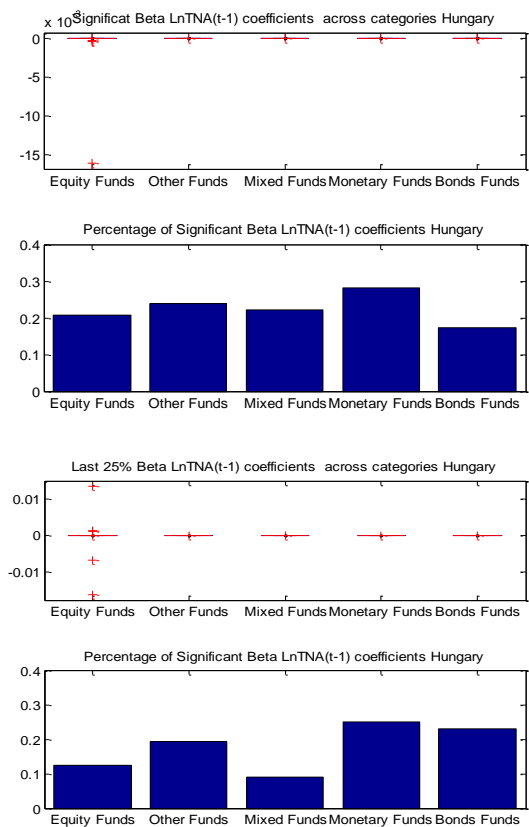 x 10-3
Significat Beta LnTNA(t-1) coefficients across categories Hungary
0
-5
-10
-15
Equity Funds Other Funds Mixed Funds Monetary Funds Bonds Funds
Percentage of Significant Beta LnTNA(t-1) coefficients Hungary
0.4
0.3
0.2
0.1
0
Equity Funds Other Funds Mixed Funds Monetary Funds Bonds Funds
Last 25% Beta LnTNA(t-1) coefficients across categories Hungary
0.01
0
-0.01
Equity Funds Other Funds Mixed Funds Monetary Funds Bonds Funds
Percentage of Significant Beta LnTNA(t-1) coefficients Hungary
0.4
0.3
0.2
0.1
0
Equity Funds Other Funds Mixed Funds Monetary Funds Bonds Funds